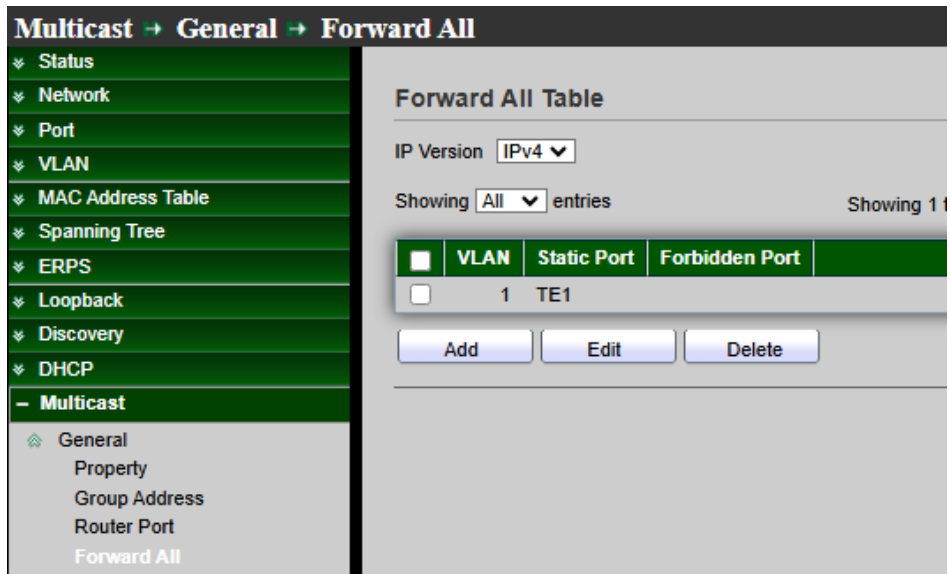 Multicast → General → Forward All
Status
Network
Port
VLAN
MAC Address Table
Spanning Tree
ERPS
Loopback
Discovery
DHCP
Multicast
General
Property
Group Address
Router Port
Forward All
Forward All Table
IP Version IPv4
Showing All entries Showing 1
VLAN Static Port Forbidden Port
1 TE1
Add Edit Delete